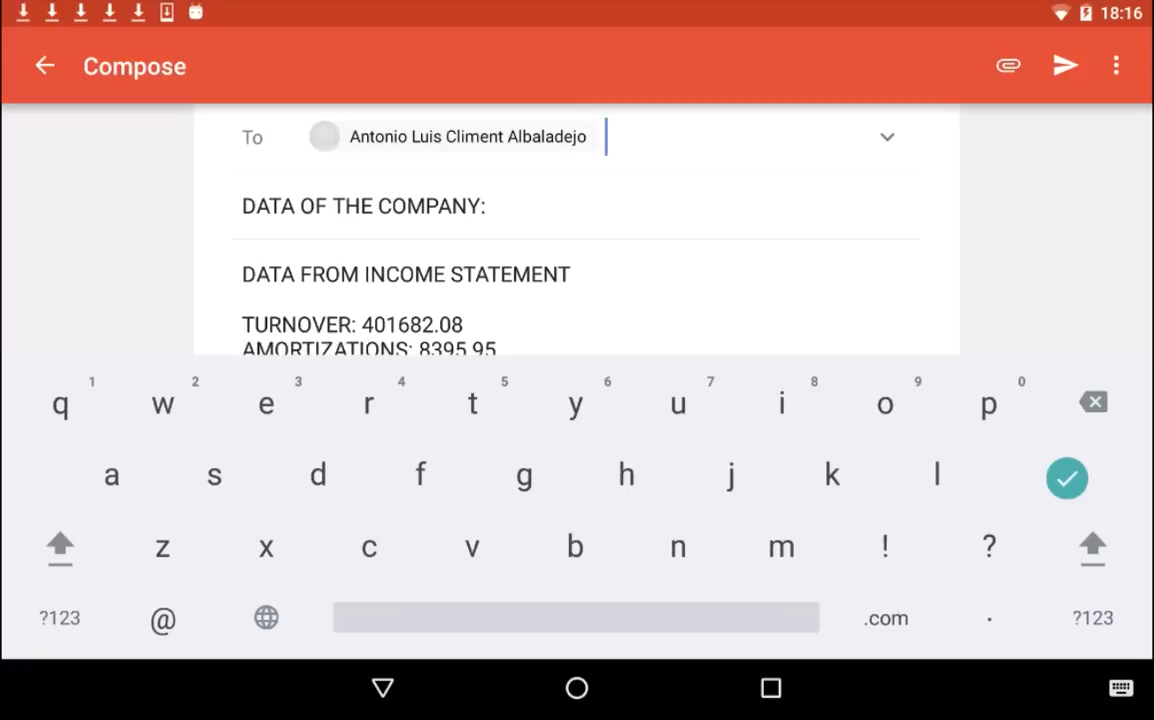 18:16
Compose
To Antonio Luis Climent Albaladejo
DATA OF THE COMPANY:
DATA FROM INCOME STATEMENT
TURNOVER: 401682.08
AMORTIZATIONS: 8395.95
1 2 3 4 5 6 7 8 9 0
q w e r t y u i o p
a s d f g h j k l
z x c v b n m ! ?
?123 @ .com . ?123